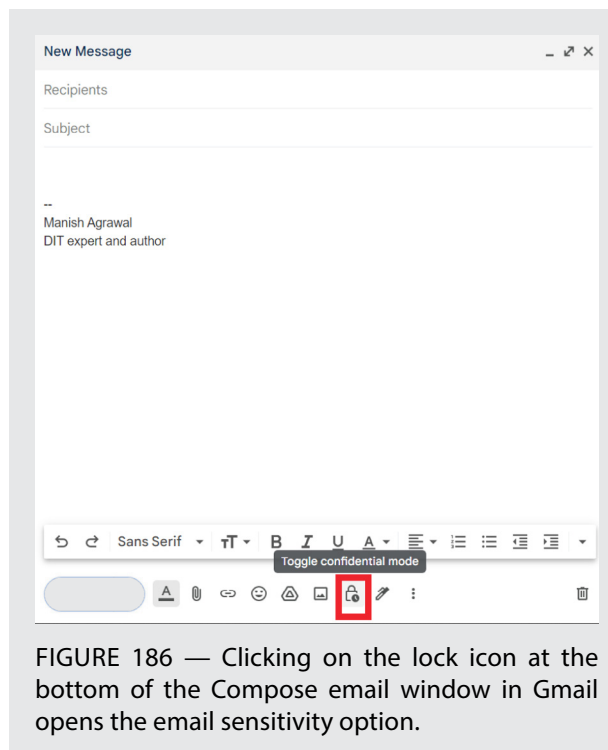 New Message
Recipients
Subject
--
Manish Agrawal
DIT expert and author
Sans Serif
Toggle confidential mode
FIGURE 186 — Clicking on the lock icon at the
bottom of the Compose email window in Gmail
opens the email sensitivity option.